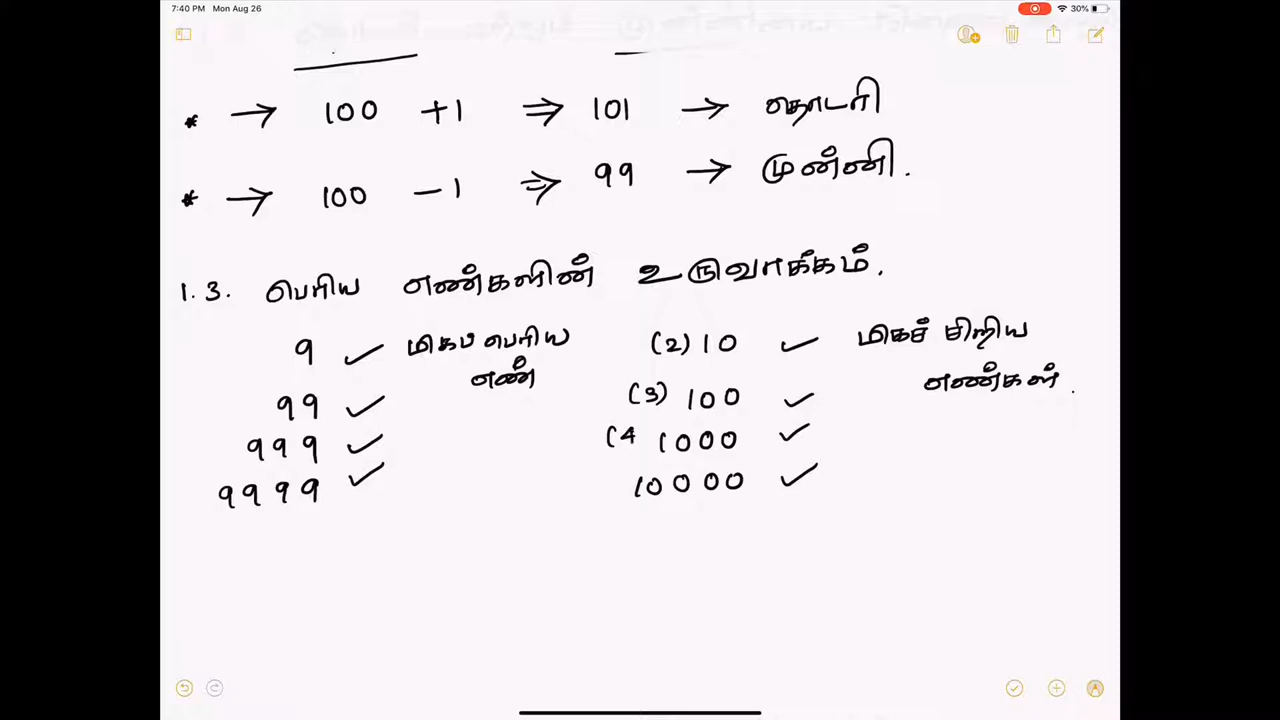 7:40 PM Mon Aug 26 30%
* → 100 +1 ⇒ 101 → தொடரி
* → 100 − 1 ⇒ 99 → முன்னி.
1.3. பெரிய எண்களின் உருவாக்கம்.
9 ✓ மிகப் பெரிய (2) 10 ✓ மிகச் சிறிய
எண் எண்கள்.
99 ✓ (3) 100 ✓
999 ✓ (4 1000 ✓
9999 ✓ 10000 ✓